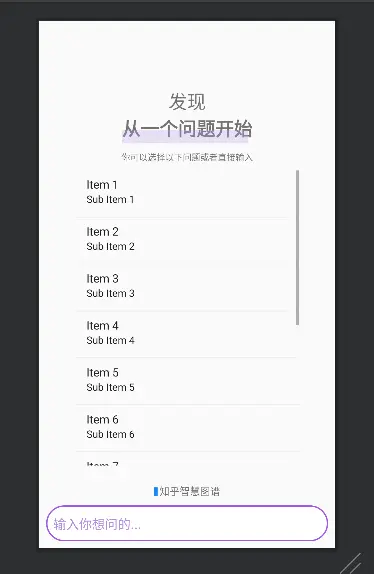 发现
从一个问题开始
你可以选择以下问题或者直接输入
Item 1
Sub Item 1
Item 2
Sub Item 2
Item 3
Sub Item 3
Item 4
Sub Item 4
Item 5
Sub Item 5
Item 6
Sub Item 6
Item 7
知乎智慧图谱
输入你想问的...